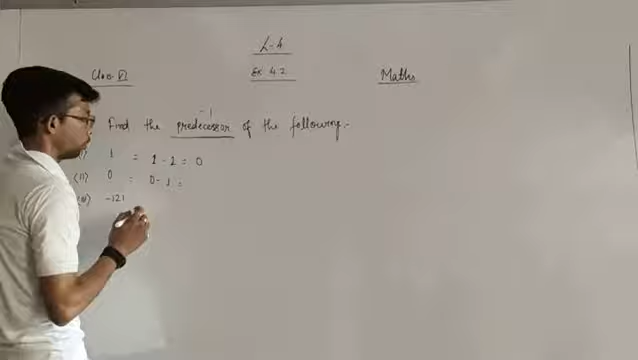 L-4
Class VI
Ex 4.2
Maths
-1
Find the predecessor of the following:-
1 = 1 - 1 = 0
(ii) 0 = 0 - 1 =
-121